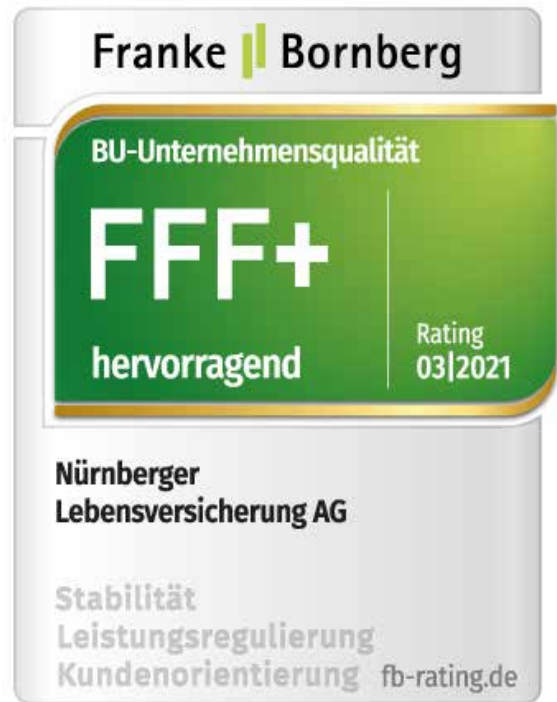 Franke Bornberg
BU-Unternehmensqualität
FFF+
hervorragend
Rating
03|2021
Nürnberger
Lebensversicherung AG
Stabilität
Leistungsregulierung
Kundenorientierung
fb-rating.de